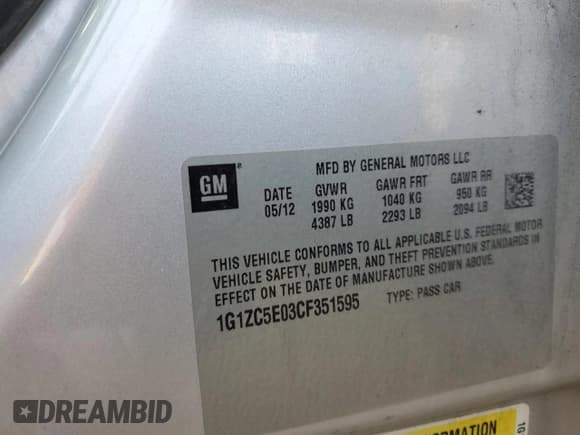 GM
MFD BY GENERAL MOTORS LLC
DATE GVWR GAWR FRT GAWR RR
05/12 1990 KG 1040 KG 950 KG
4387 LB 2293 LB 2094 LB
THIS VEHICLE CONFORMS TO ALL APPLICABLE U.S. FEDERAL MOTOR
VEHICLE SAFETY, BUMPER, AND THEFT PREVENTION STANDARDS IN
EFFECT ON THE DATE OF MANUFACTURE SHOWN ABOVE.
1G1ZC5E03CF351595 TYPE: PASS CAR
DREAMBID